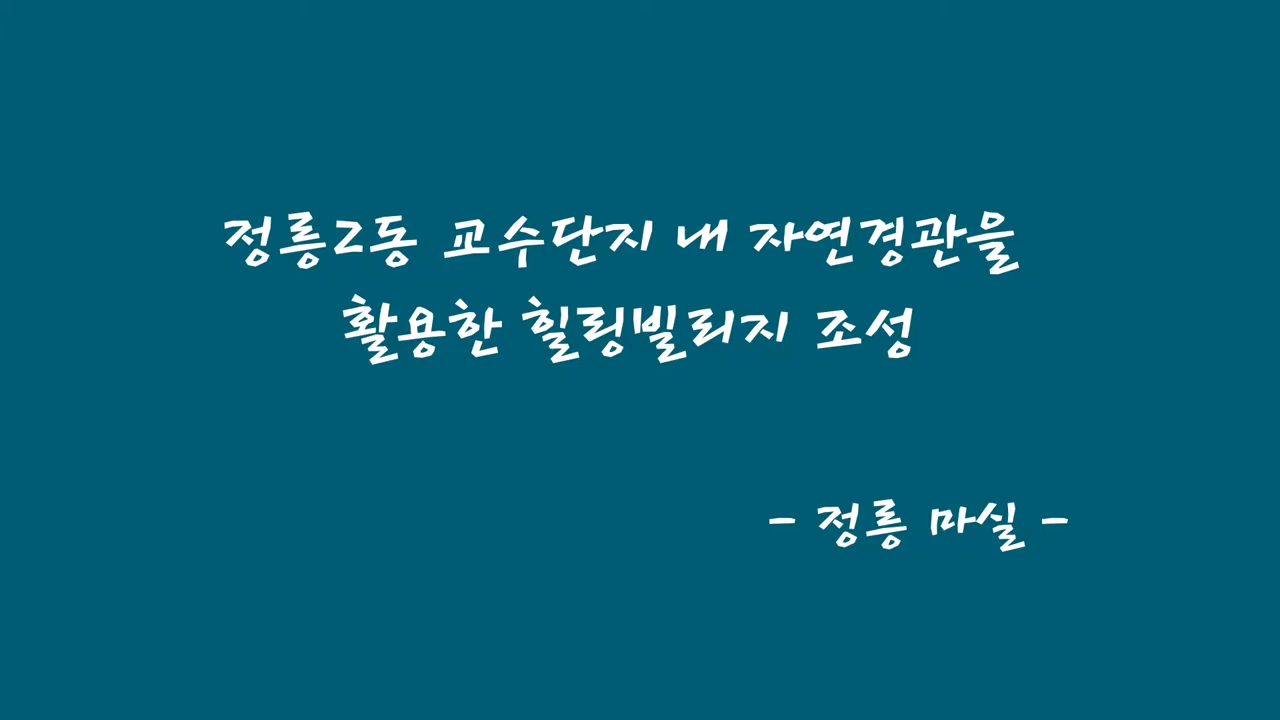 정릉2동 교수단지 내 자연경관을
활용한 힐링빌리지 조성
- 정릉 마실 -